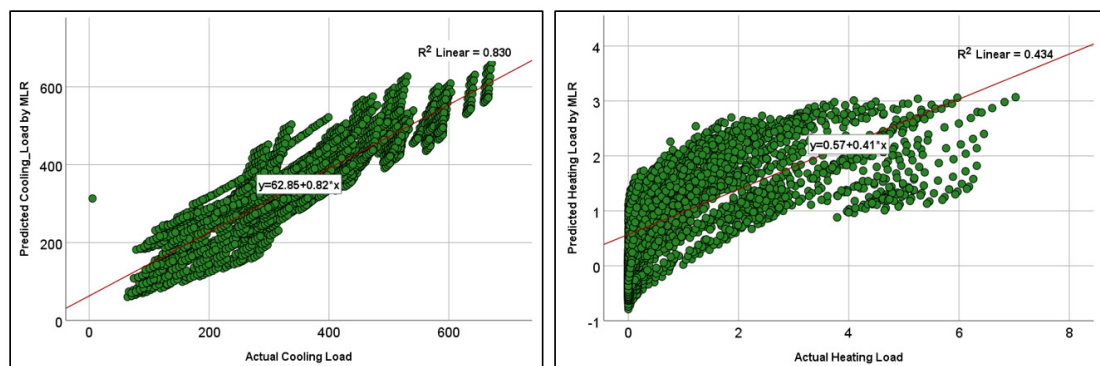 R² Linear = 0.830
600
400
200
0
Predicted Cooling_Load by MLR
y=62.85+0.82*x
0 200 400 600
Actual Cooling Load
R² Linear = 0.434
4
3
2
1
0
-1
Predicted Heating Load by MLR
y=0.57+0.41*x
0 2 4 6 8
Actual Heating Load